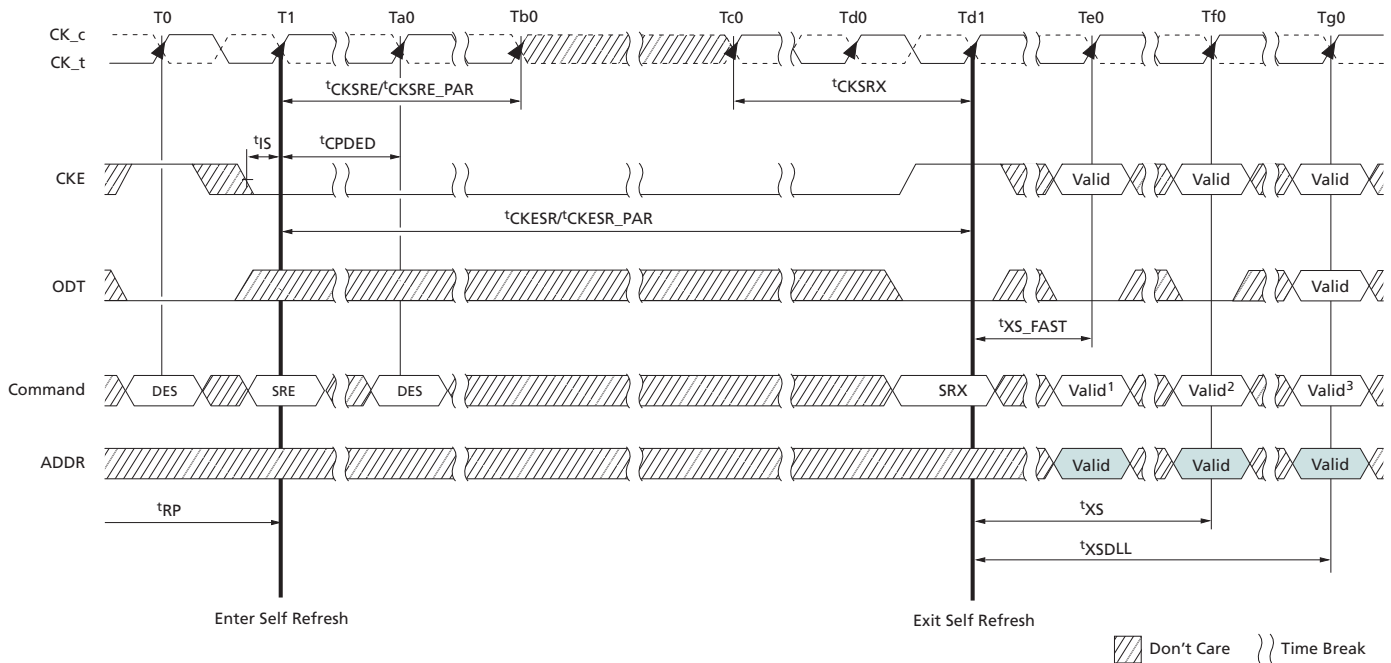 T0 T1 Ta0 Tb0 Tc0 Td0 Td1 Te0 Tf0 Tg0
CK_c
CK_t
tCKSRE/tCKSRE_PAR tCKSRX
tIS tCPDED
CKE Valid Valid Valid
tCKESR/tCKESR_PAR
ODT Valid
tXS_FAST
Command DES SRE DES SRX Valid1 Valid2 Valid3
ADDR Valid Valid Valid
tRP tXS
tXSDLL
Enter Self Refresh Exit Self Refresh
Don't Care Time Break